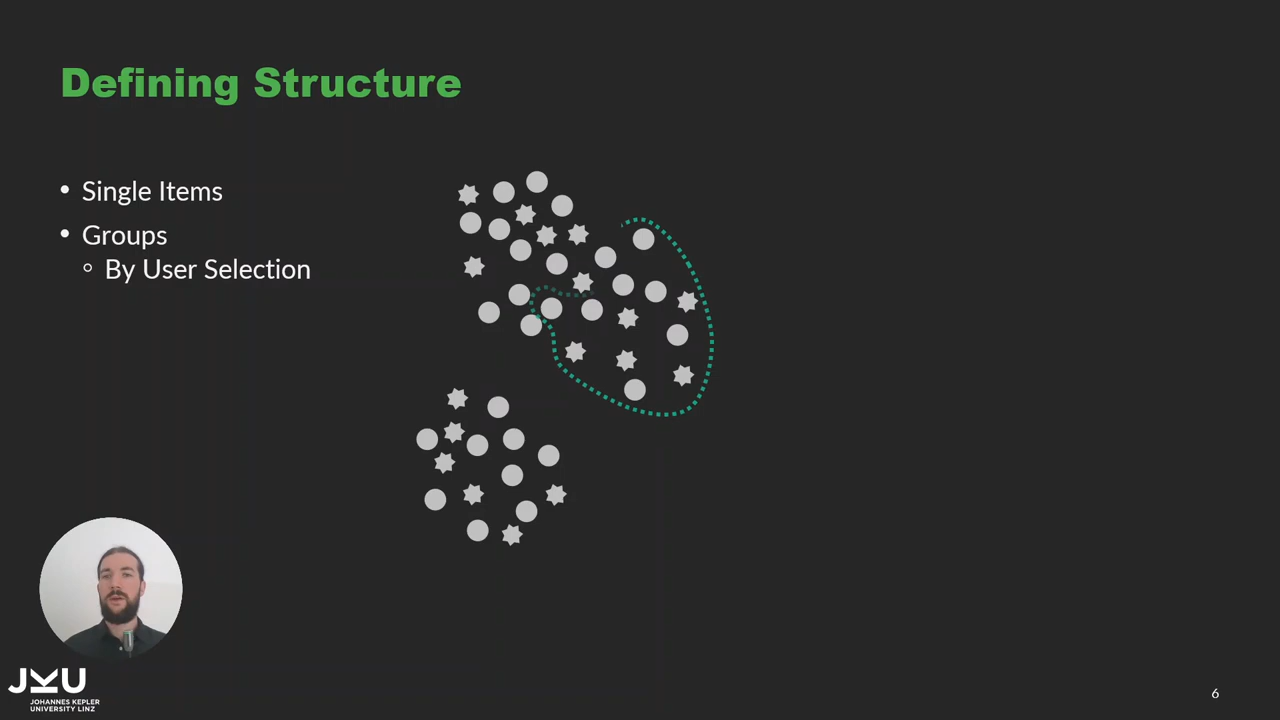 Defining Structure
• Single Items
• Groups
◦ By User Selection
JKU
JOHANNES KEPLER
UNIVERSITY LINZ
6